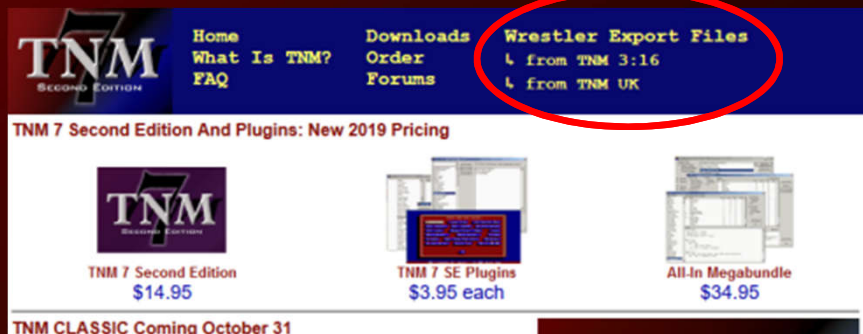 TNM 7
SECOND EDITION
Home
What Is TNM?
FAQ
Downloads
Order
Forums
Wrestler Export Files
↳ from TNM 3:16
↳ from TNM UK
TNM 7 Second Edition And Plugins: New 2019 Pricing
TNM 7
SECOND EDITION
TNM 7 Second Edition
$14.95
TNM 7 SE Plugins
$3.95 each
All-In Megabundle
$34.95
TNM CLASSIC Coming October 31